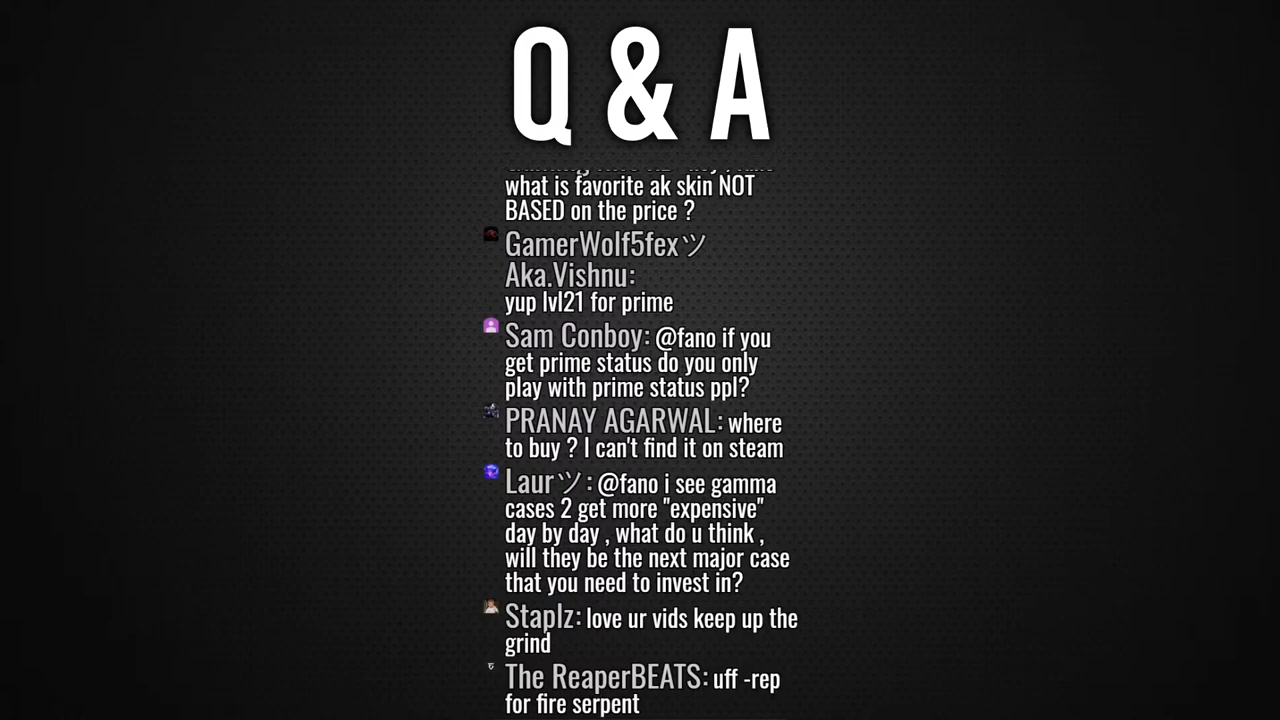 Q & A
what is favorite ak skin NOT
BASED on the price ?
GamerWolf5fexツ
Aka.Vishnu:
yup lvl21 for prime
Sam Conboy: @fano if you
get prime status do you only
play with prime status ppl?
PRANAY AGARWAL: where
to buy ? I can't find it on steam
Laurツ: @fano i see gamma
cases 2 get more "expensive"
day by day , what do u think ,
will they be the next major case
that you need to invest in?
Staplz: love ur vids keep up the
grind
The ReaperBEATS: uff -rep
for fire serpent